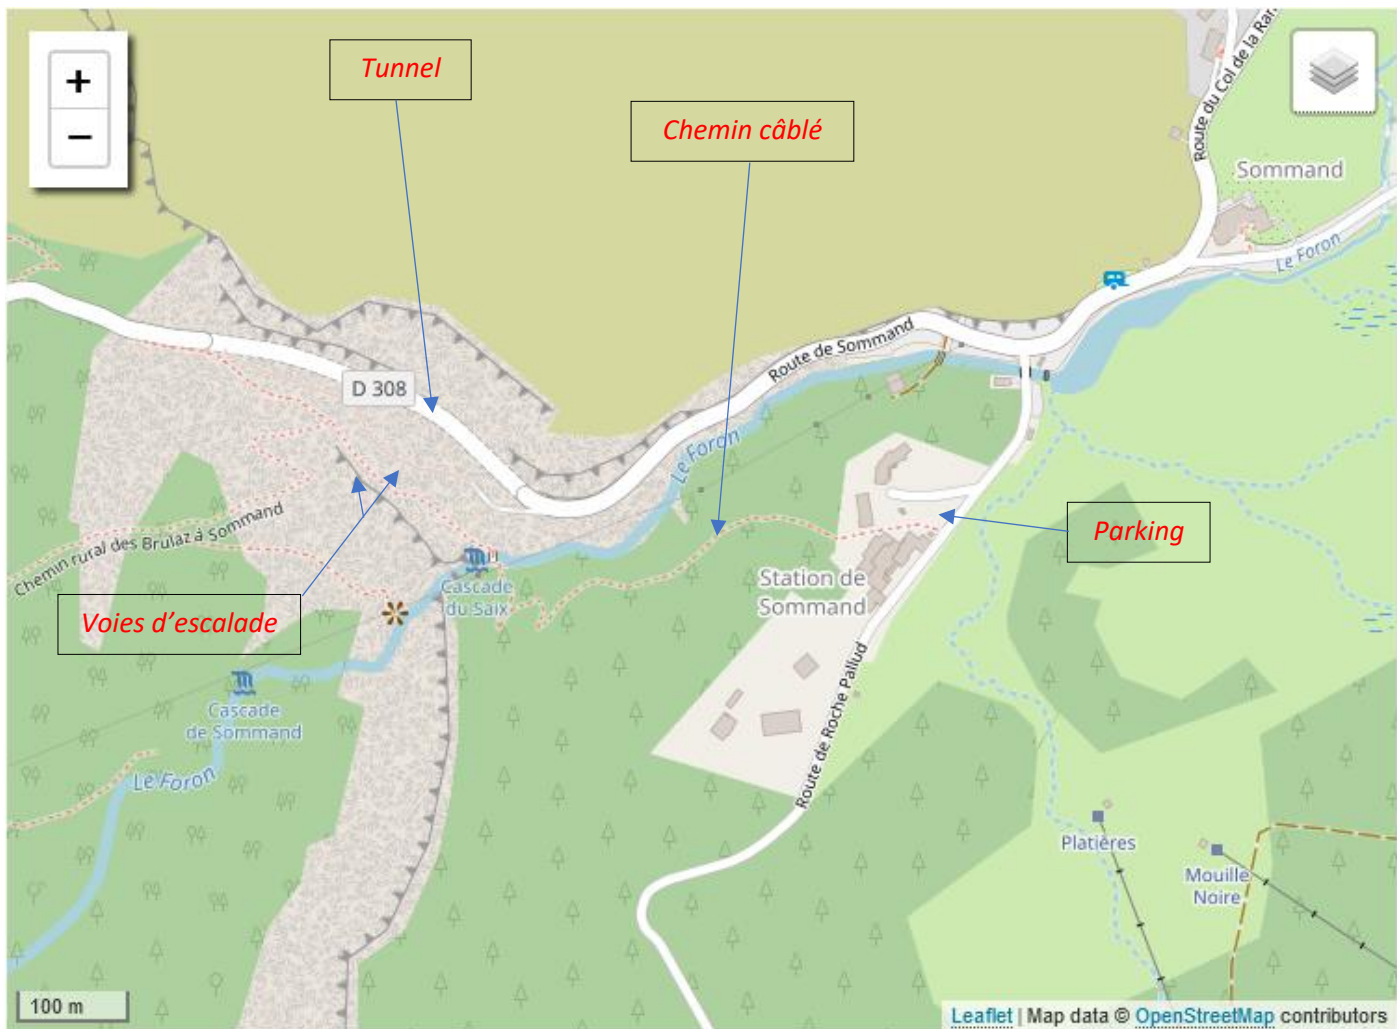 +
−
Tunnel
Chemin câblé
Route du Col de la Ra
Sommand
Le Foron
Route de Sommand
D 308
Le Foron
Chemin rural des Brulaz à Sommand
Parking
Cascade
du Saix
Station de
Sommand
Voies d'escalade
Cascade
de Sommand
Route de Roche Pallud
Le Foron
Platières
Mouille
Noire
100 m
Leaflet | Map data © OpenStreetMap contributors